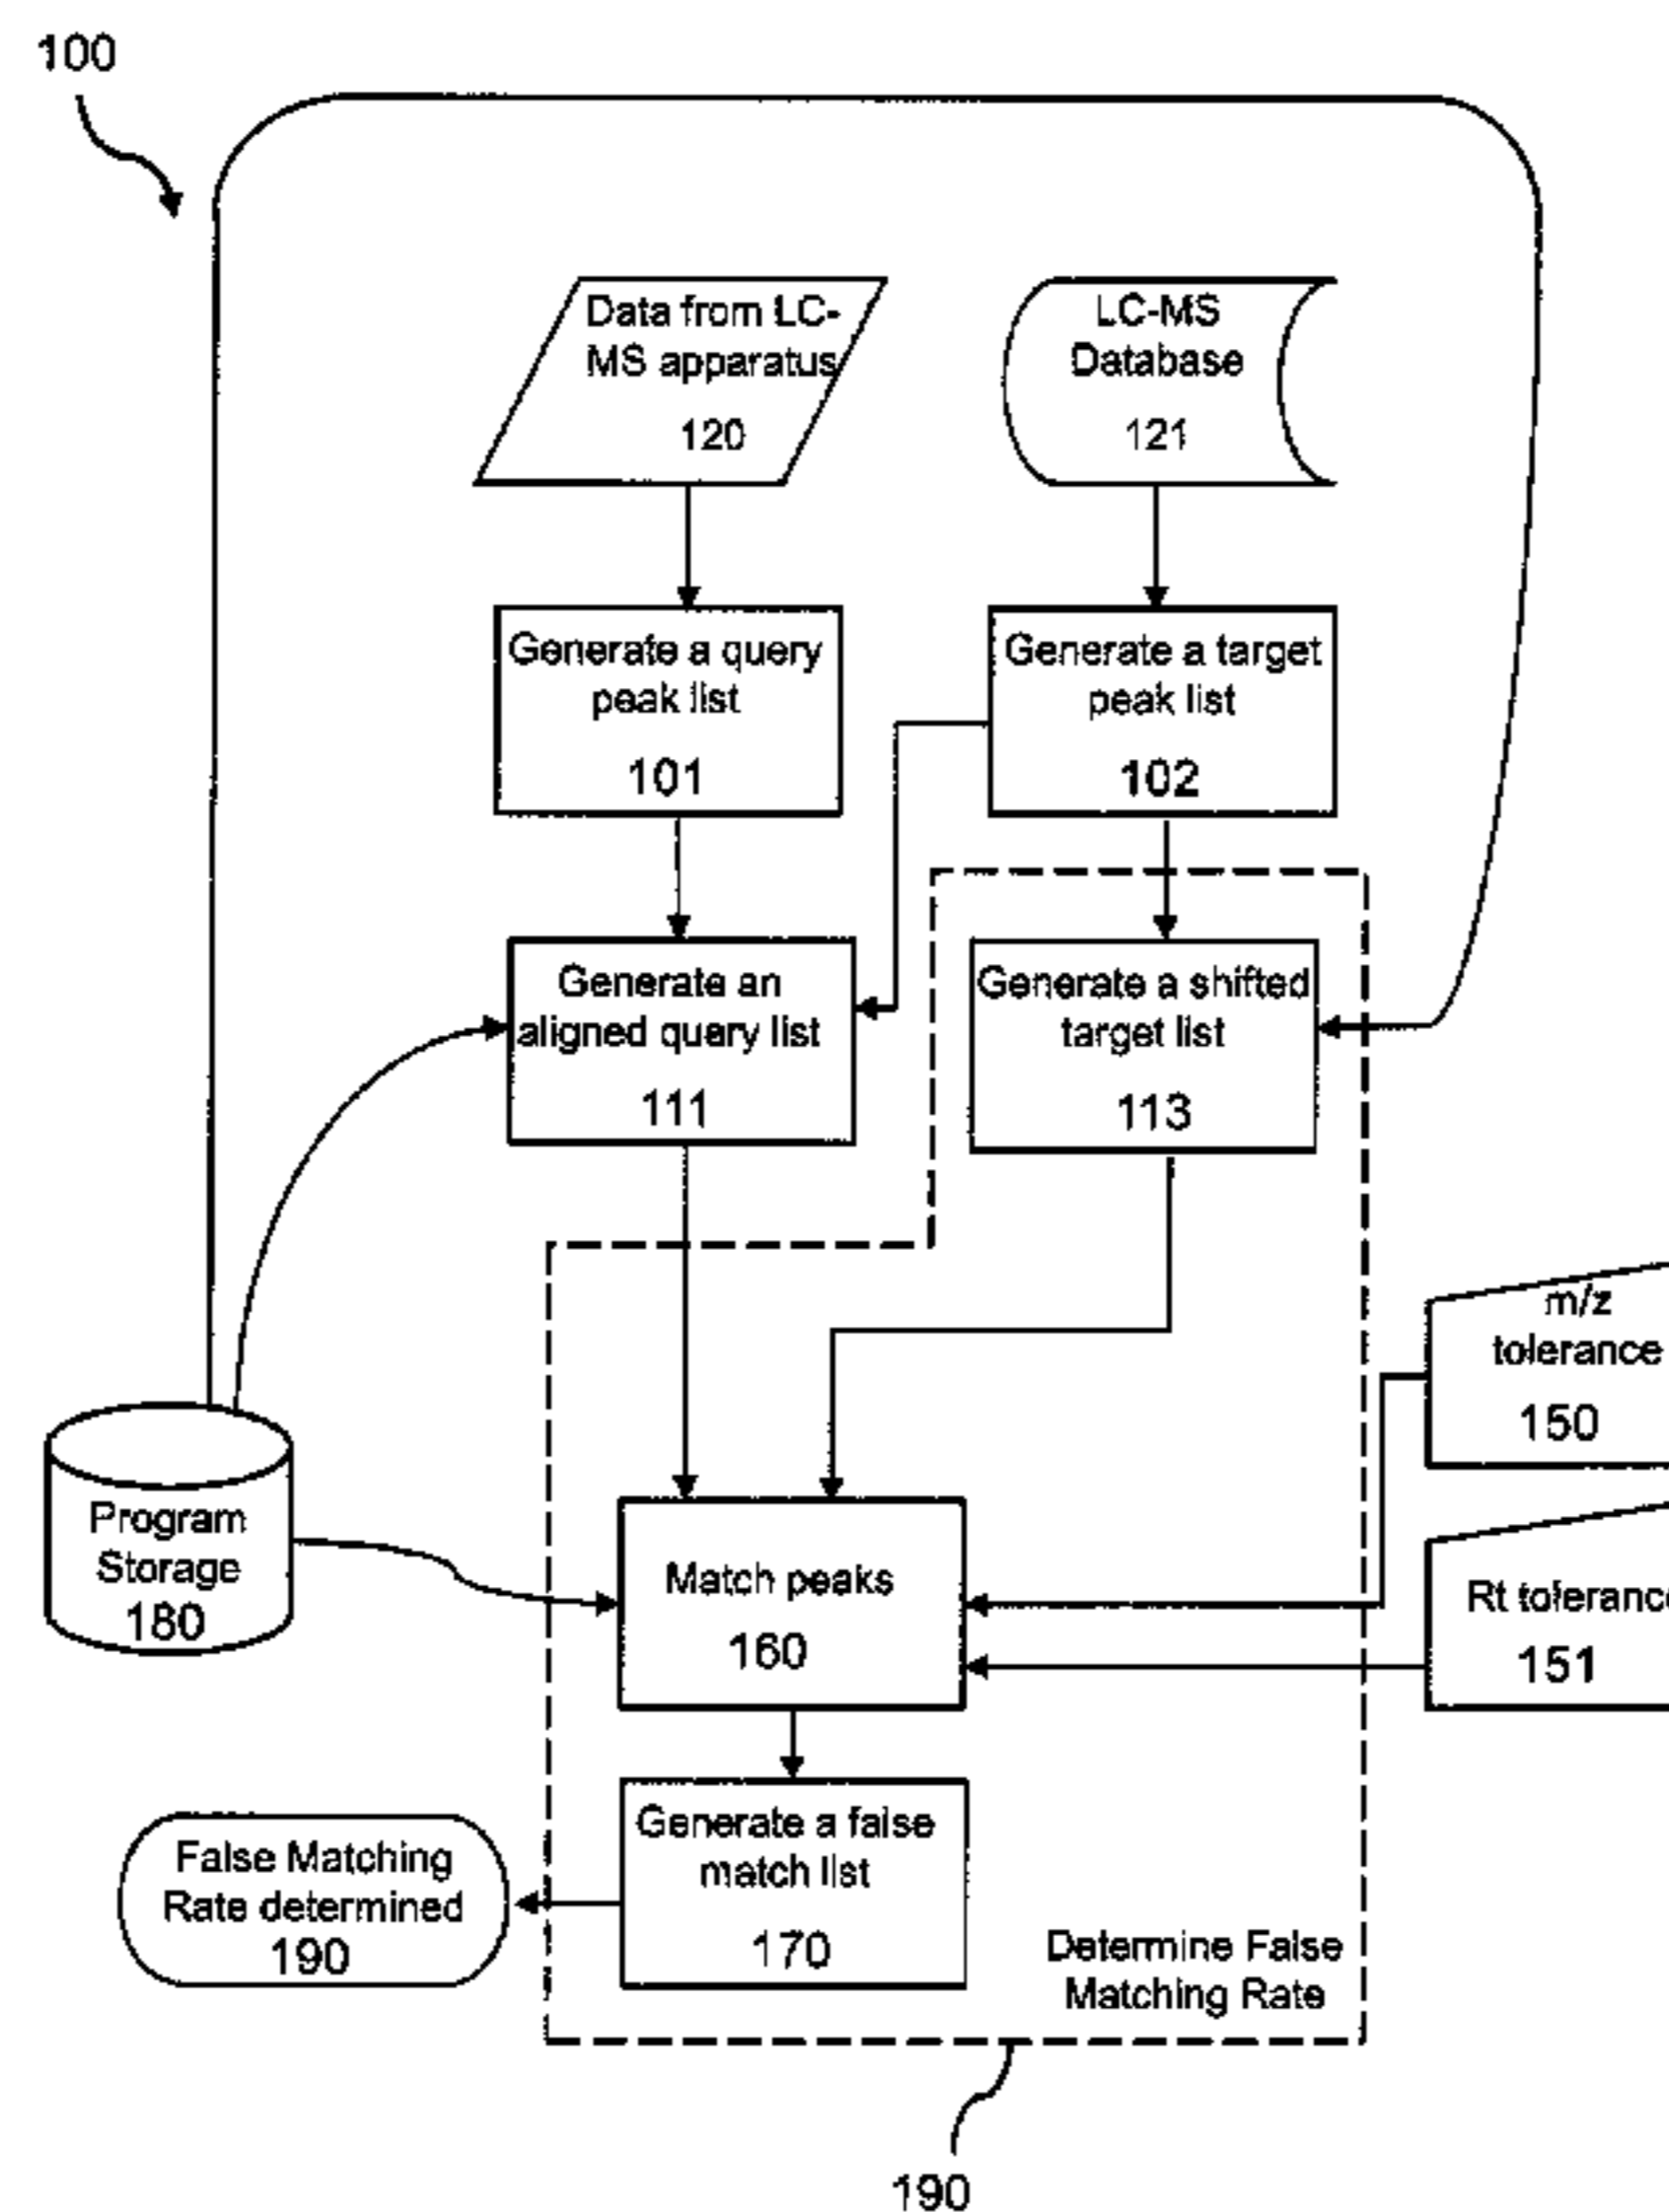 100
Data from LC-
MS apparatus
120
LC-MS
Database
121
Generate a query
peak list
101
Generate a target
peak list
102
Generate an
aligned query list
111
Generate a shifted
target list
113
m/z
tolerance
150
Program
Storage
180
Match peaks
160
Rt toleranc
151
Generate a false
match list
170
False Matching
Rate determined
190
Determine False
Matching Rate
190